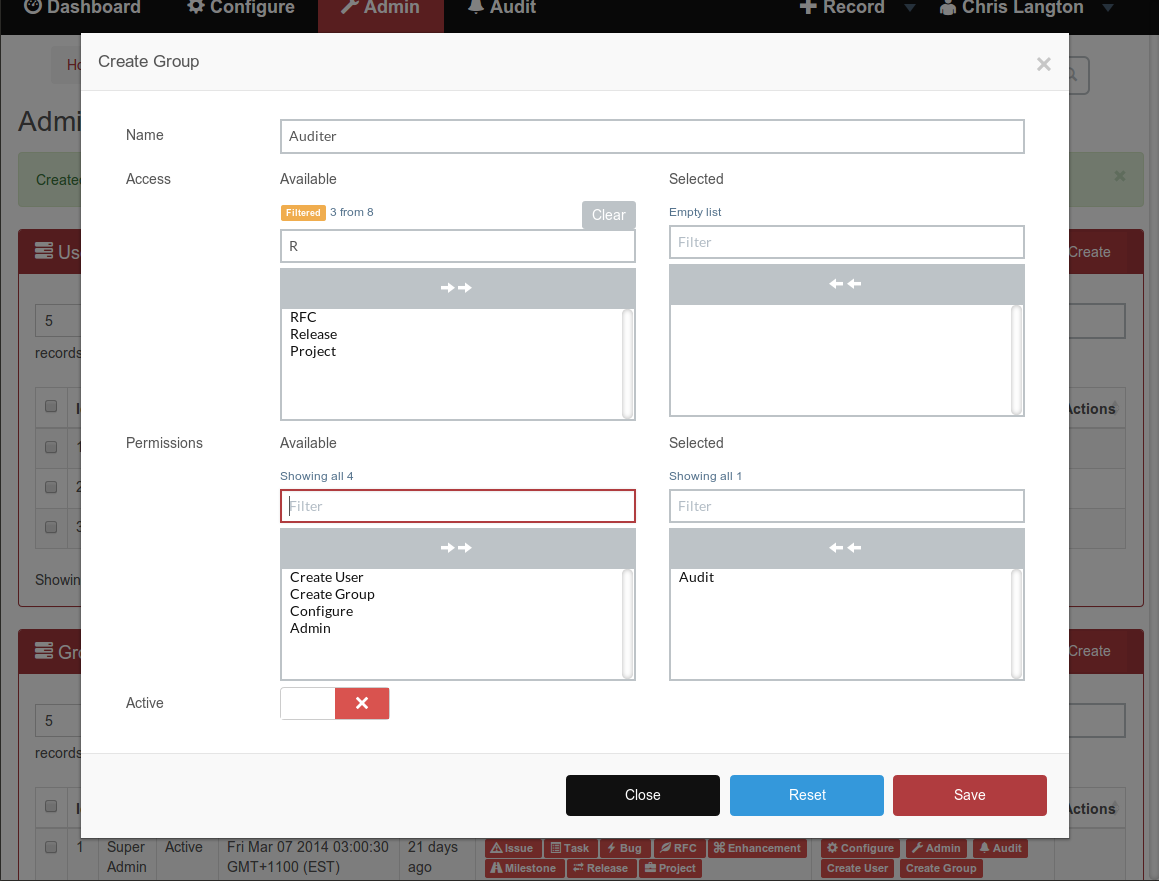 Dashboard Configure Admin Audit Record Chris Langton
Create Group ×
Ho
Admi
Created
Name Auditer
Access Available Selected
Filtered 3 from 8 Clear Empty list
R Filter
RFC
Release
Project
Us Create
5
records
Actions
1
2
3
Permissions Available Selected
Showing all 4 Showing all 1
Filter Filter
Create User Audit
Create Group
Configure
Admin
Showin
Gro Create
Active
5
records
Close Reset Save
Actions
1 Super Admin Active Fri Mar 07 2014 03:00:30 GMT+1100 (EST) 21 days ago Issue Task Bug RFC Enhancement Configure Admin Audit
Milestone Release Project Create User Create Group